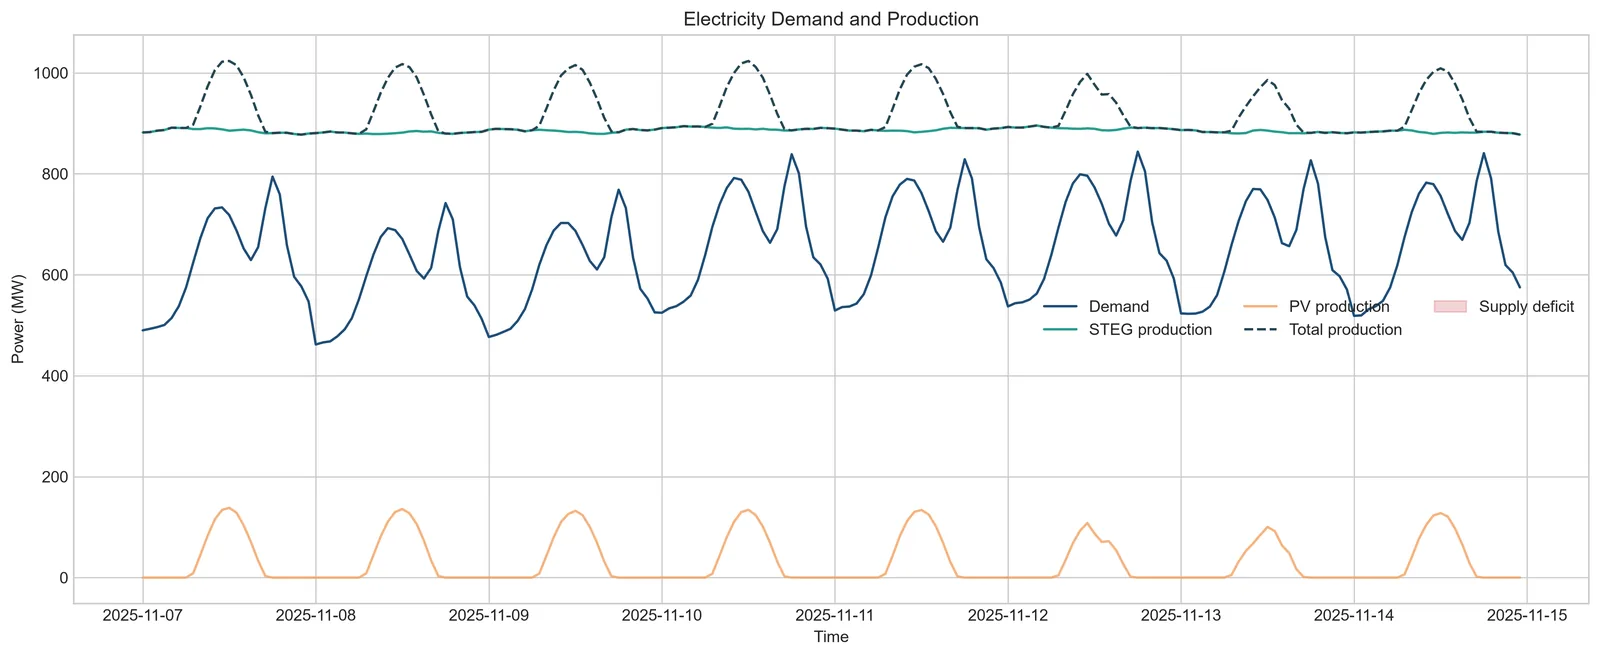 Electricity Demand and Production
Power (MW)
1000
800
600
400
200
0
Demand
STEG production
PV production
Total production
Supply deficit
2025-11-07 2025-11-08 2025-11-09 2025-11-10 2025-11-11 2025-11-12 2025-11-13 2025-11-14 2025-11-15
Time